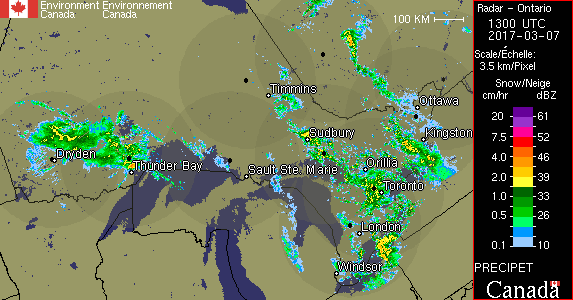 Environment Environnement
Canada Canada
100 KM
Timmins
Ottawa
Sudbury
Kingston
Dryden
Thunder Bay
Sault Ste. Marie
Orillia
Toronto
London
Windsor
Radar - Ontario
1300 UTC
2017-03-07
Scale/Échelle:
3.5 km/Pixel
Snow/Neige
cm/hr dBZ
20 61
7.5 57
5.5 52
4.0 46
2.0 39
1.0 33
0.5 26
0.1 10
PRECIPET
Canada